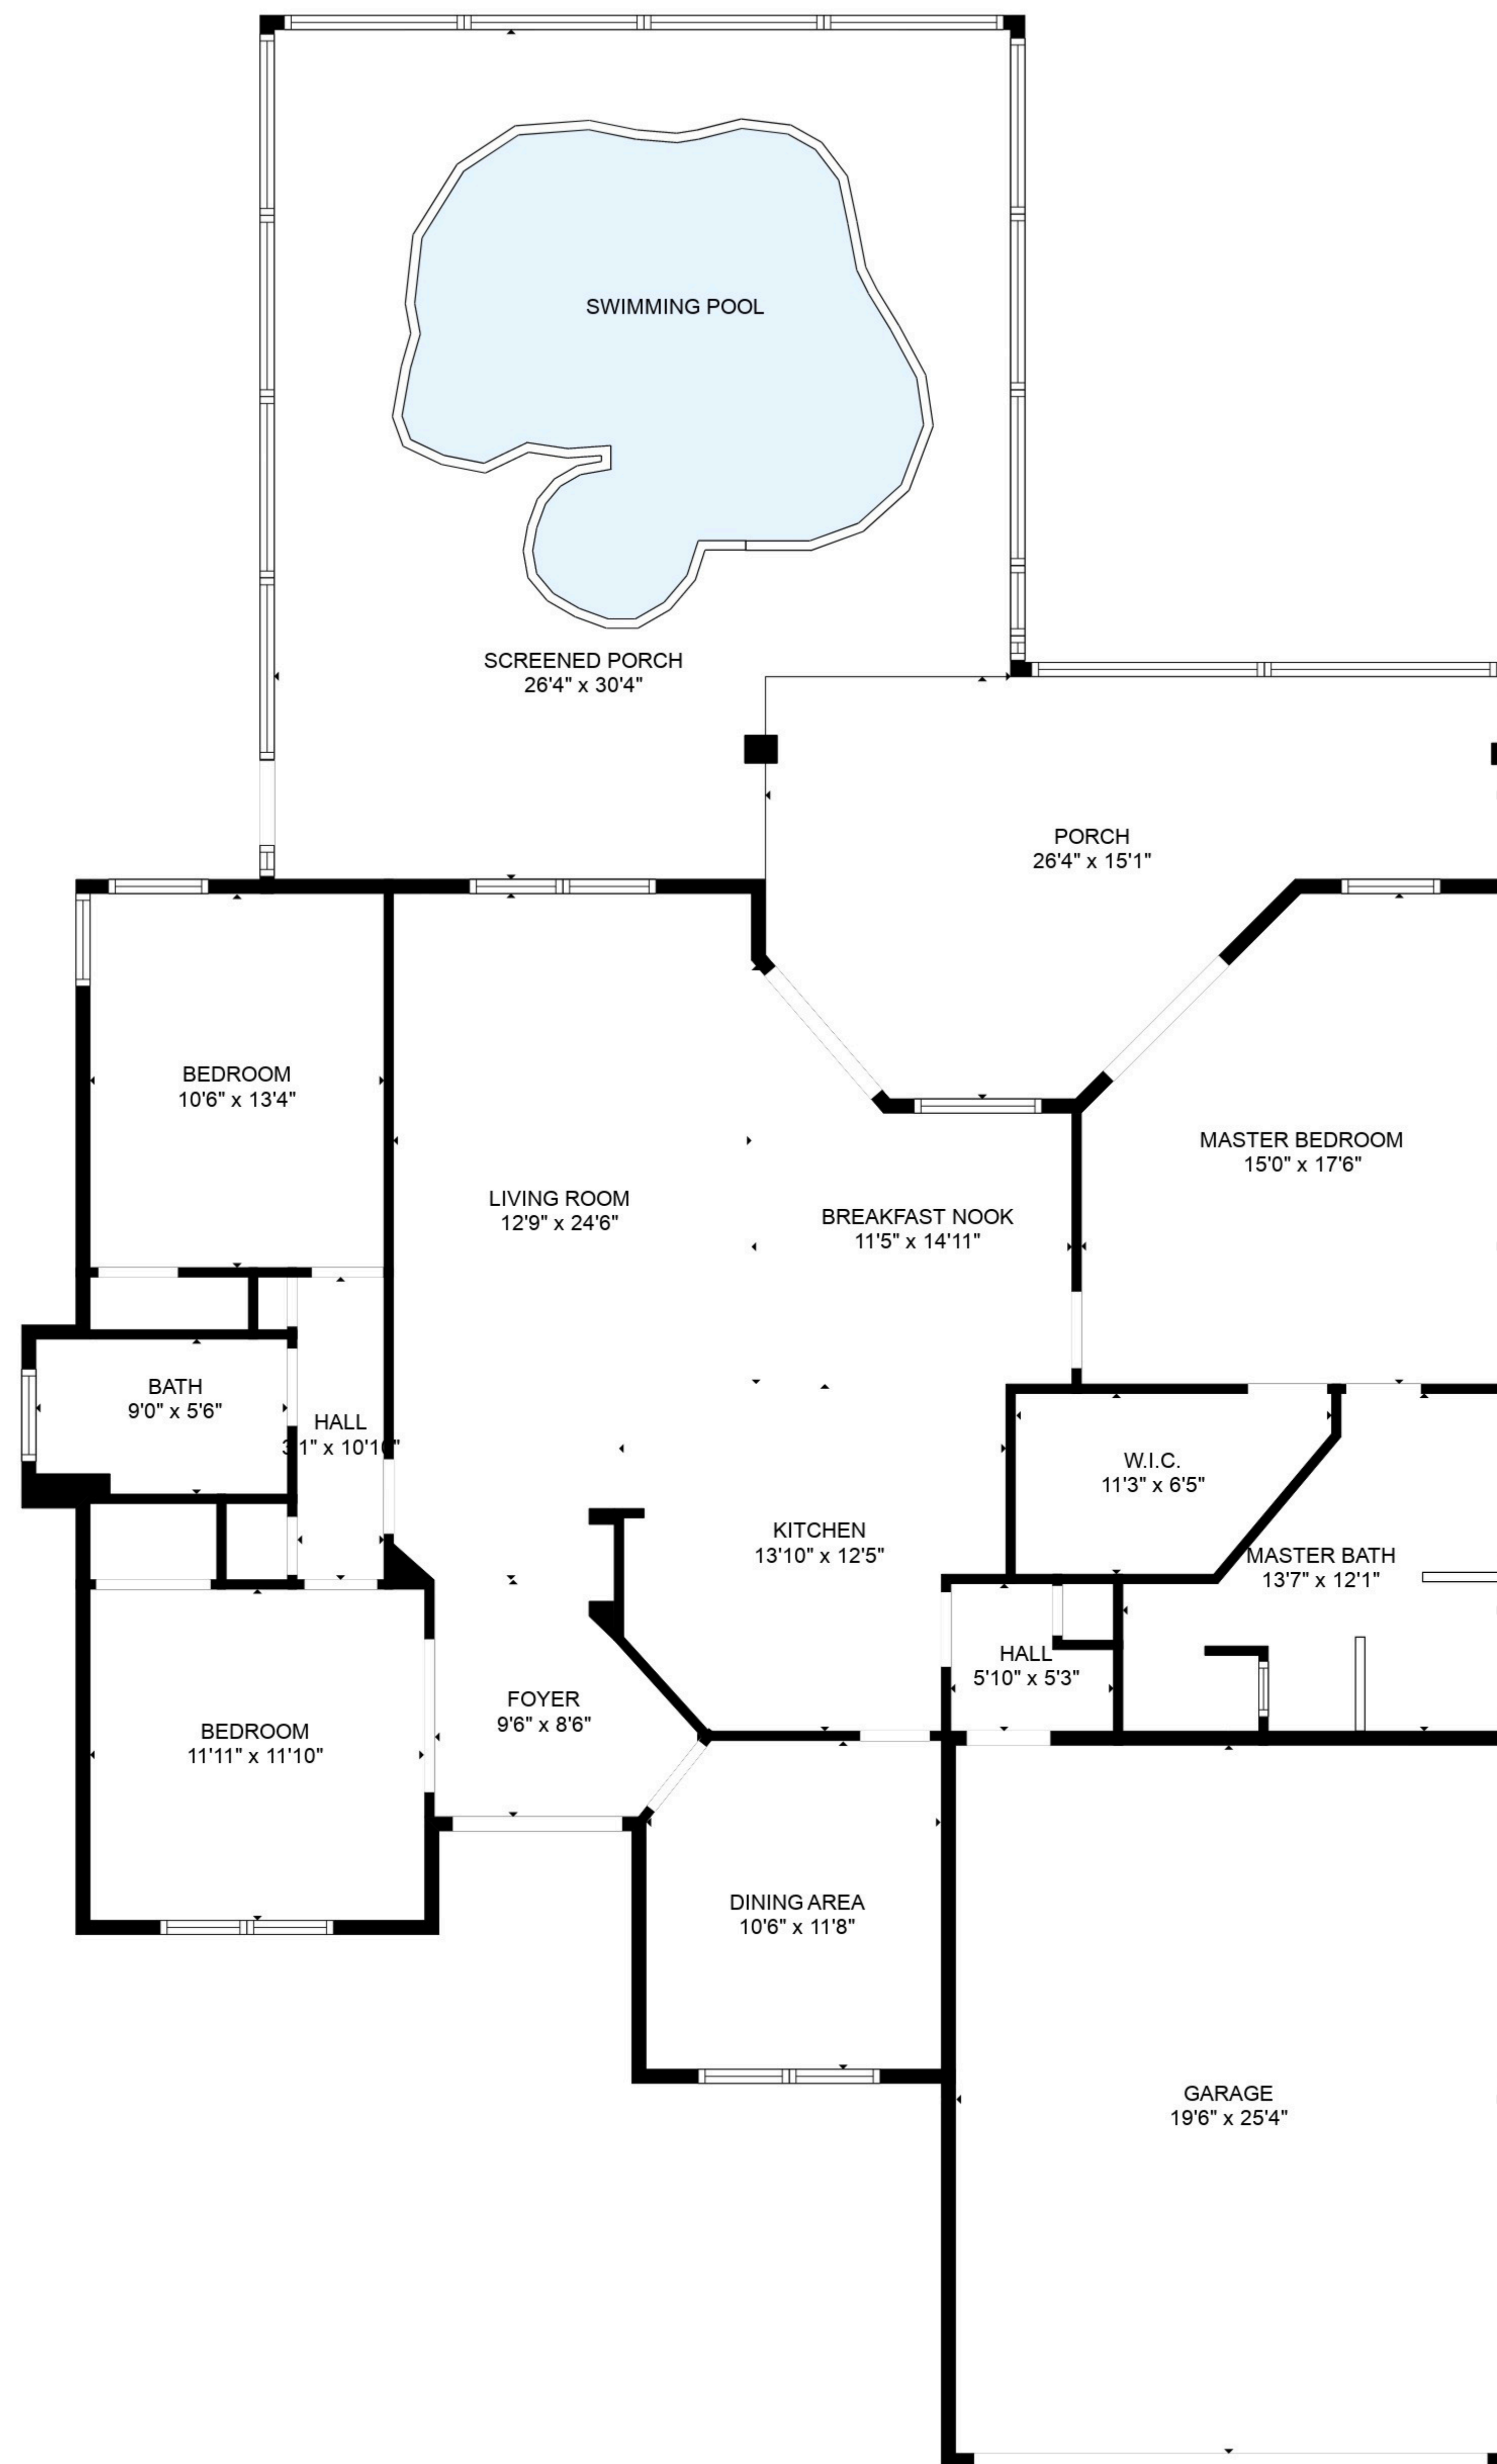 SWIMMING POOL
SCREENED PORCH
26'4" x 30'4"
PORCH
26'4" x 15'1"
BEDROOM
10'6" x 13'4"
MASTER BEDROOM
15'0" x 17'6"
LIVING ROOM
12'9" x 24'6"
BREAKFAST NOOK
11'5" x 14'11"
BATH
9'0" x 5'6"
HALL
3'1" x 10'10"
W.I.C.
11'3" x 6'5"
KITCHEN
13'10" x 12'5"
MASTER BATH
13'7" x 12'1"
HALL
5'10" x 5'3"
FOYER
9'6" x 8'6"
BEDROOM
11'11" x 11'10"
DINING AREA
10'6" x 11'8"
GARAGE
19'6" x 25'4"